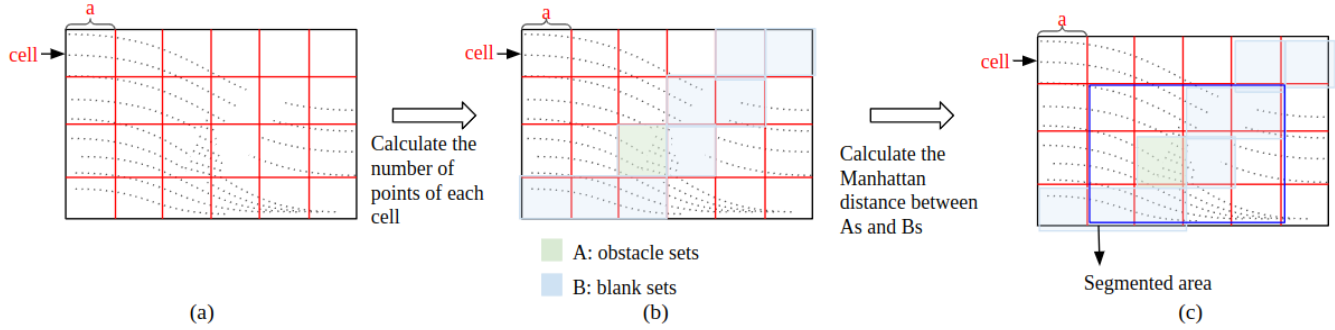 a
cell
(a)
Calculate the
number of
points of each
cell
a
cell
A: obstacle sets
B: blank sets
(b)
Calculate the
Manhattan
distance between
As and Bs
a
cell
Segmented area
(c)